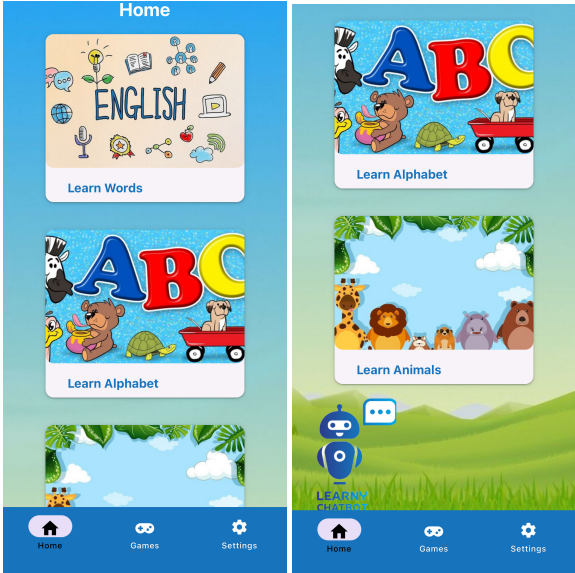 Home
ENGLISH
Learn Words
ABC
Learn Alphabet
Home
Games
Settings
ABC
Learn Alphabet
Learn Animals
LEARNY
CHATBOT
Home
Games
Settings